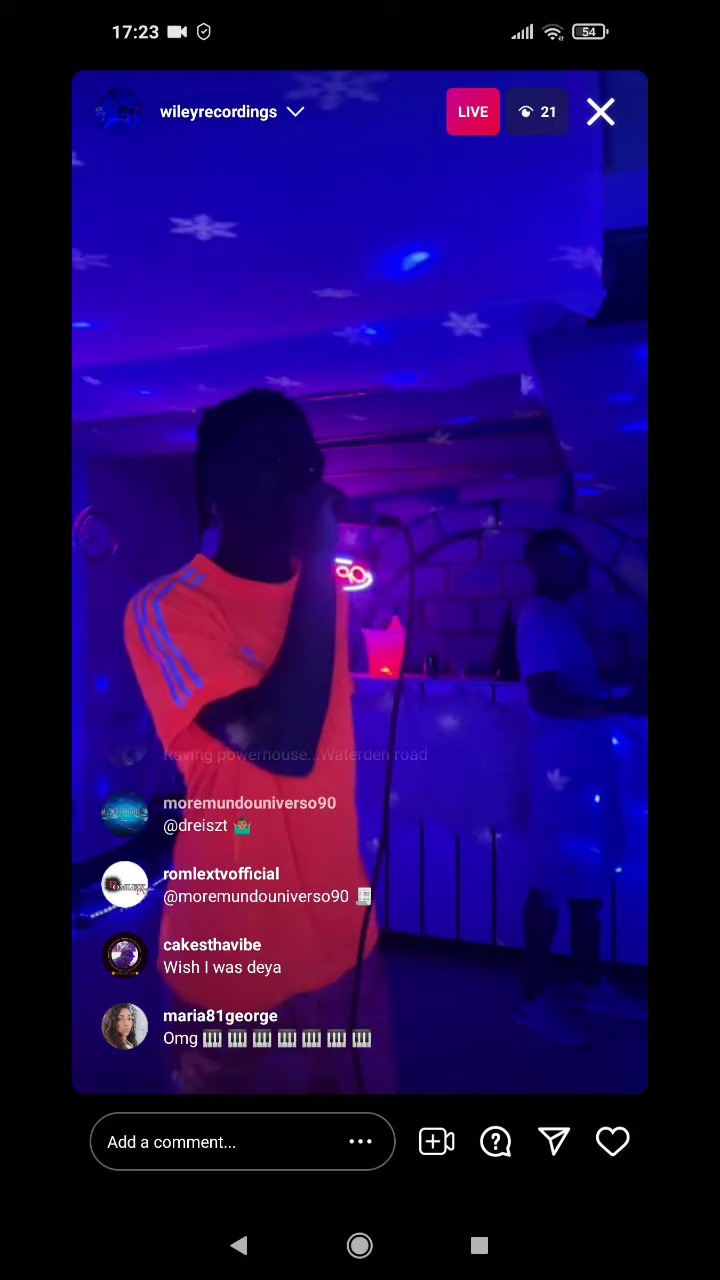 17:23
54
wileyrecordings
LIVE
21
90
Raving powerhouse...Waterden road
moremundouniverso90
@dreiszt 🤷🏽‍♂️
romlextvofficial
@moremundouniverso90 🧾
cakesthavibe
Wish I was deya
maria81george
Omg 🎹 🎹 🎹 🎹 🎹 🎹 🎹
Add a comment...